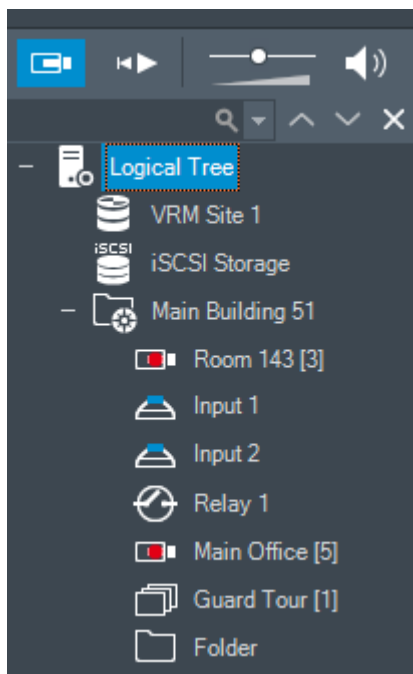 Logical Tree
VRM Site 1
iSCSI
iSCSI Storage
Main Building 51
Room 143 [3]
Input 1
Input 2
Relay 1
Main Office [5]
Guard Tour [1]
Folder